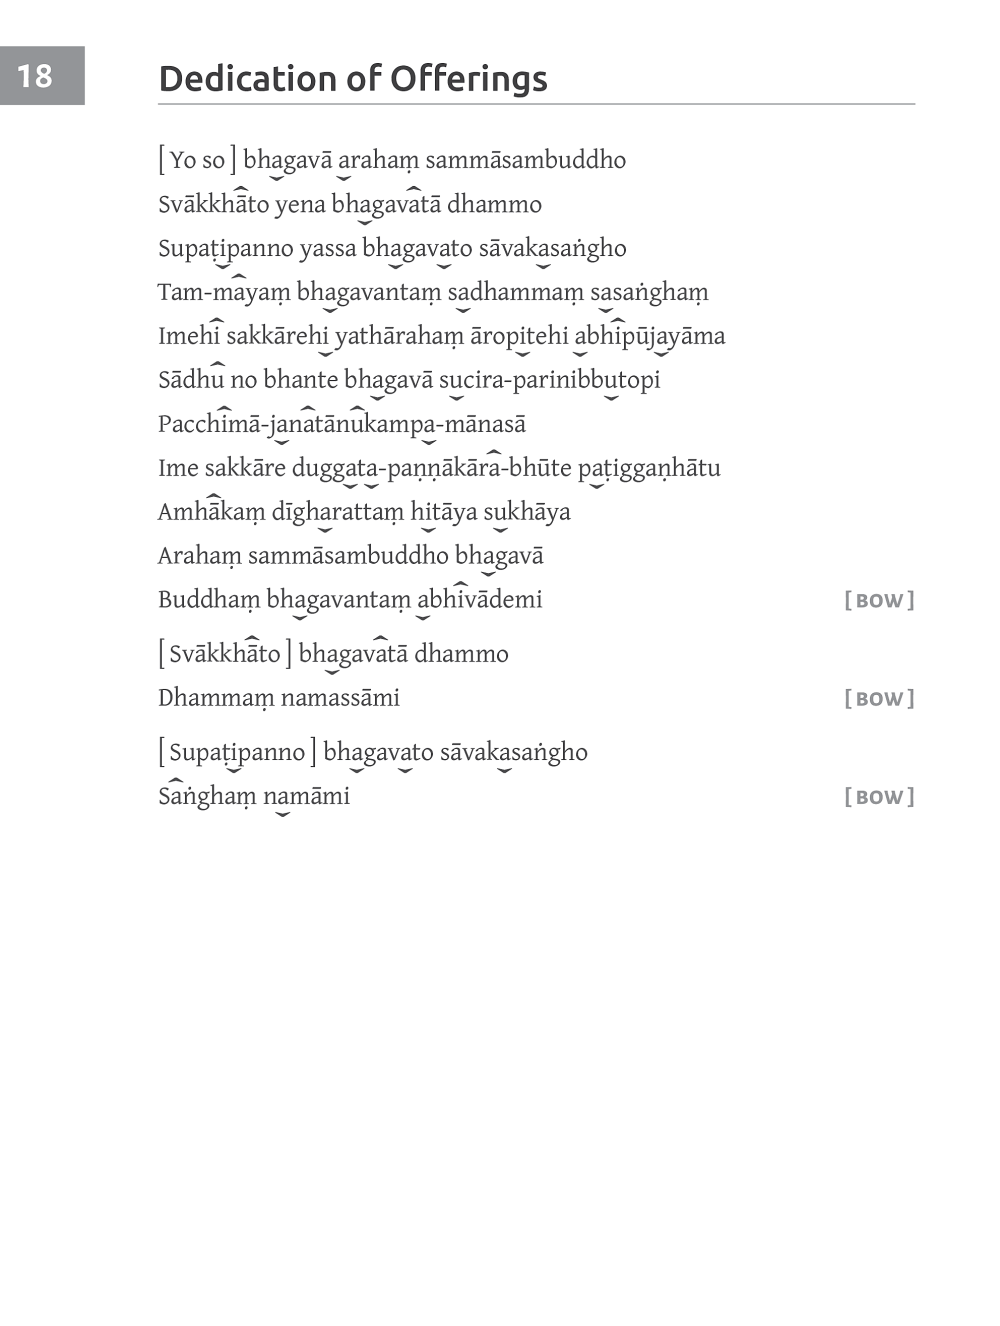 18
Dedication of Offerings
[ Yo so ] bhagavā arahaṃ sammāsambuddho
Svākkhāto yena bhagavatā dhammo
Supaṭipanno yassa bhagavato sāvakasaṅgho
Tam-mayaṃ bhagavantaṃ sadhammaṃ sasaṅghaṃ
Imehi sakkārehi yathārahaṃ āropitehi abhipūjayāma
Sādhu no bhante bhagavā sucira-parinibbutopi
Pacchimā-janatānukampa-mānasā
Ime sakkāre duggata-paṇṇākāra-bhūte paṭiggaṇhātu
Amhākaṃ dīgharattaṃ hitāya sukhāya
Arahaṃ sammāsambuddho bhagavā
Buddhaṃ bhagavantaṃ abhivādemi [ BOW ]
[ Svākkhāto ] bhagavatā dhammo
Dhammaṃ namassāmi [ BOW ]
[ Supaṭipanno ] bhagavato sāvakasaṅgho
Saṅghaṃ namāmi [ BOW ]